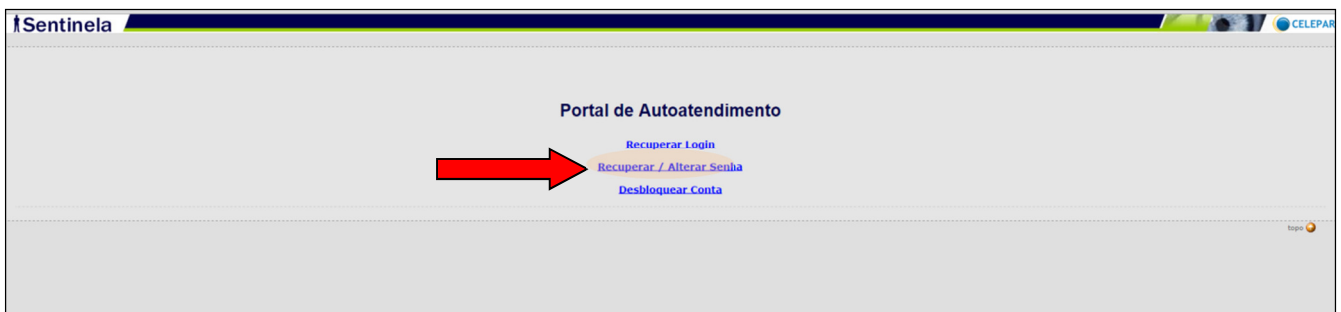 Sentinela
CELEPAR
Portal de Autoatendimento
Recuperar Login
Recuperar / Alterar Senha
Desbloquear Conta
topo